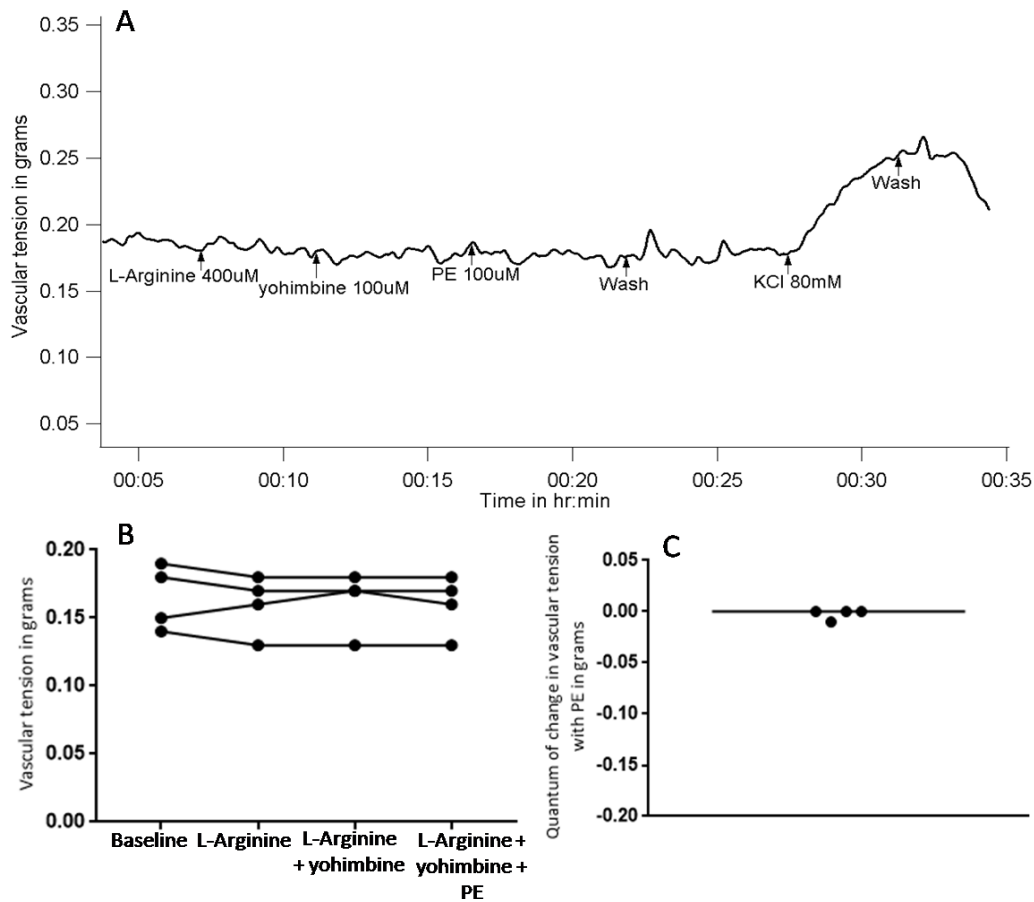 A
0.35
0.30
0.25
0.20
0.15
0.10
0.05
Vascular tension in grams
L-Arginine 400uM
yohimbine 100uM
PE 100uM
Wash
KCl 80mM
Wash
00:05 00:10 00:15 00:20 00:25 00:30 00:35
Time in hr:min
B
0.20
0.15
0.10
0.05
0.00
Vascular tension in grams
Baseline
L-Arginine
L-Arginine
+ yohimbine
L-Arginine +
yohimbine +
PE
C
0.05
0.00
-0.05
-0.10
-0.15
-0.20
Quantum of change in vascular tension
with PE in grams